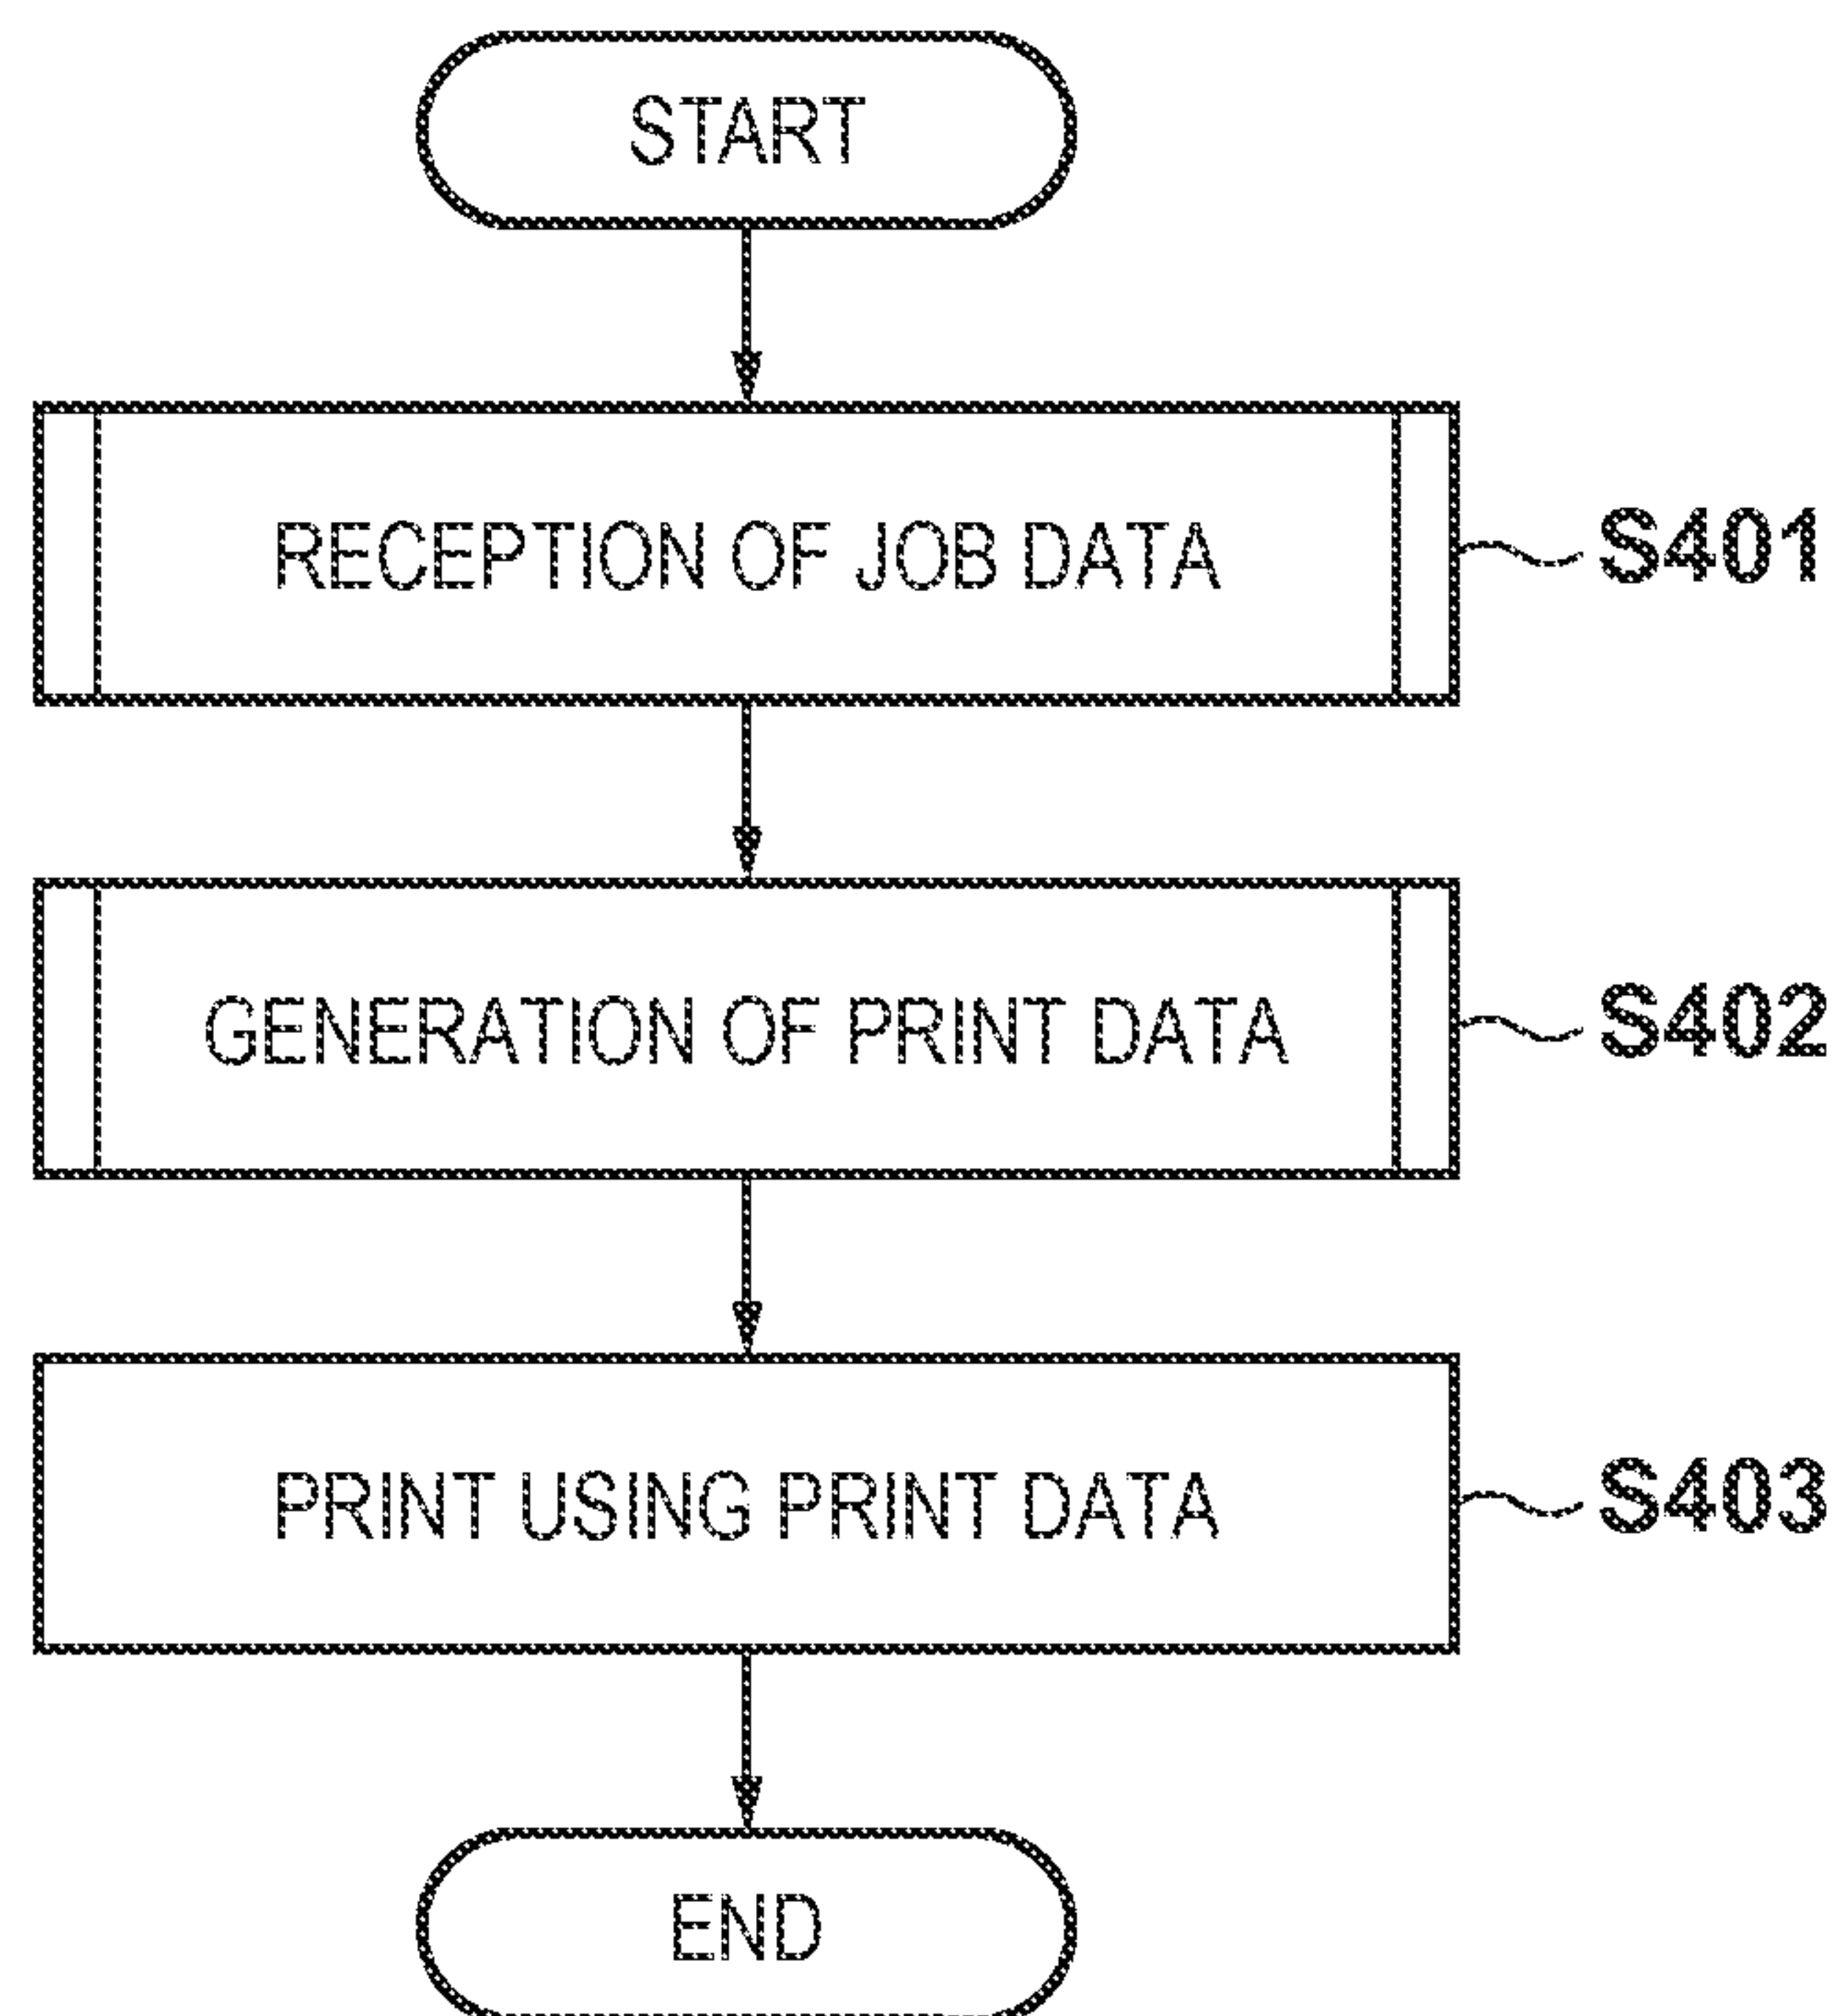 START
RECEPTION OF JOB DATA
S401
GENERATION OF PRINT DATA
S402
PRINT USING PRINT DATA
S403
END